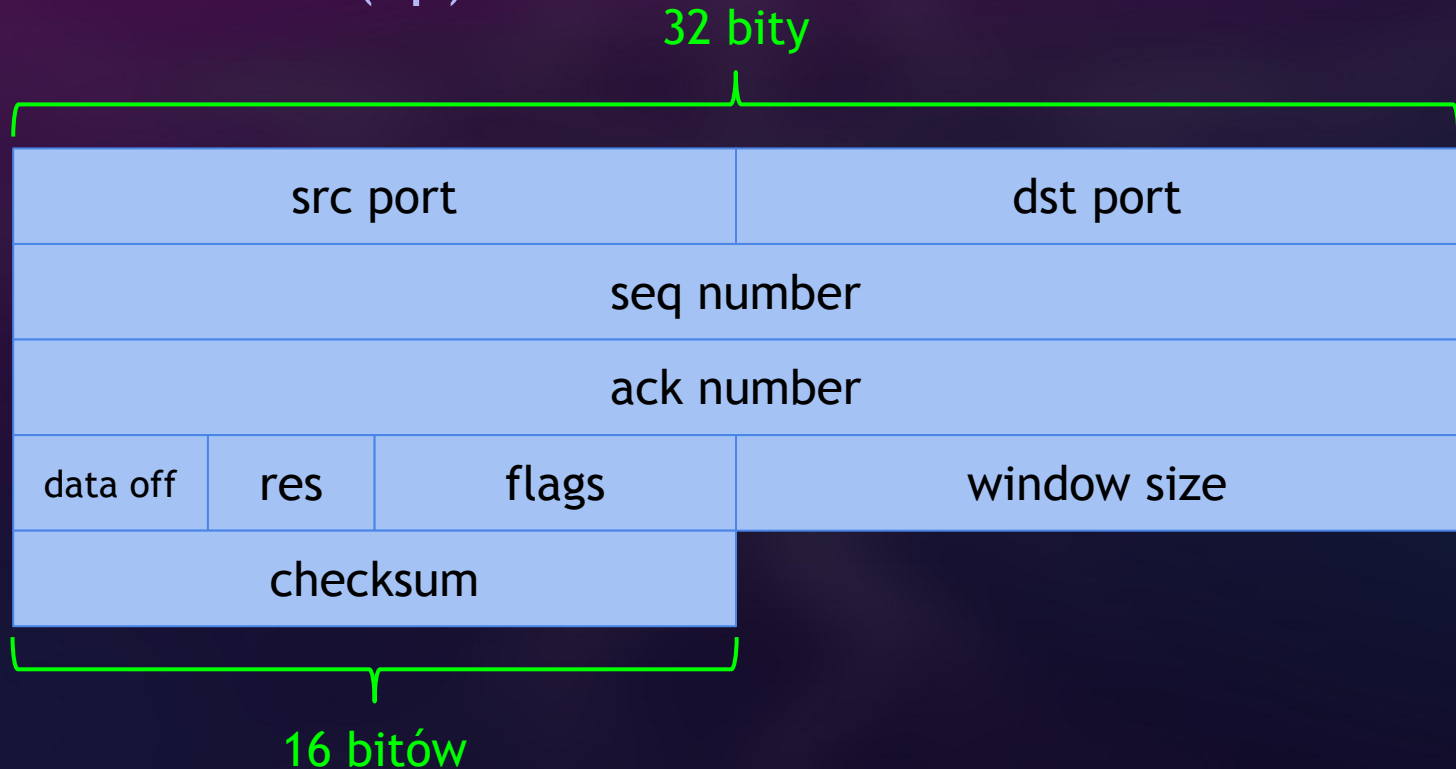 32 bity
src port dst port
seq number
ack number
data off res flags window size
checksum
16 bitów